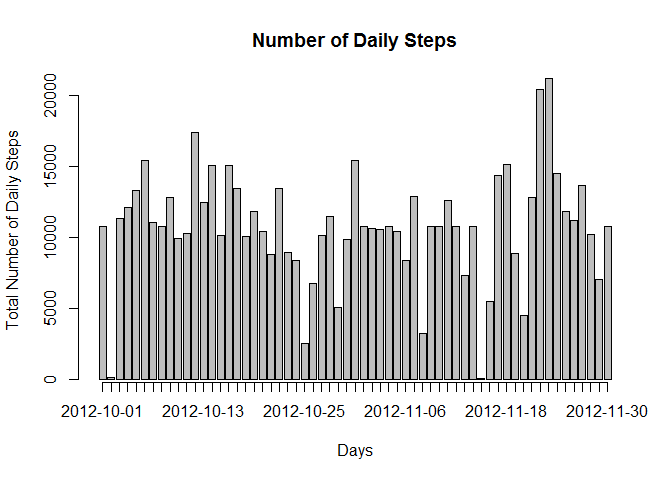 Number of Daily Steps
Total Number of Daily Steps
20000
15000
10000
5000
0
2012-10-01 2012-10-13 2012-10-25 2012-11-06 2012-11-18 2012-11-30
Days